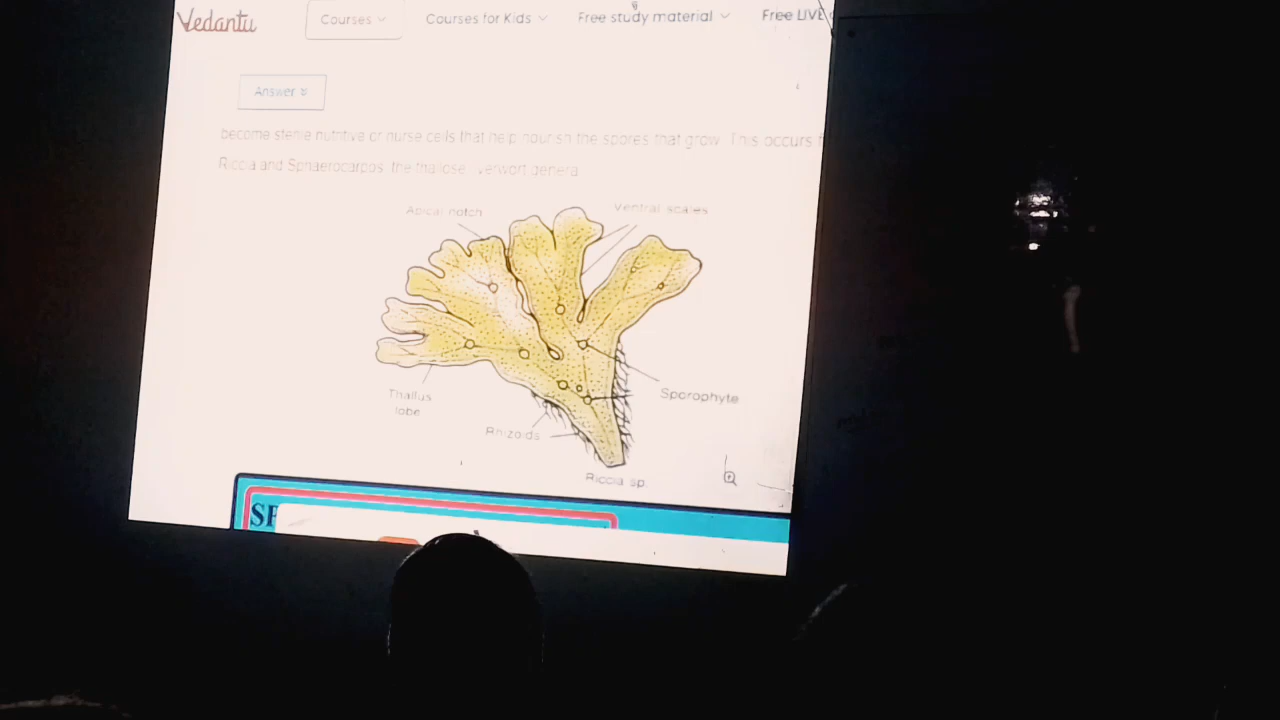 Vedantu
Courses
Courses for Kids
Free study material
Free LIVE
Answer
become sterile nutritive or nurse cells that help nourish the spores that grow. This occurs
Riccia and Sphaerocarpos, the thallose liverwort genera
Apical notch
Ventral scales
Thallus
lobe
Sporophyte
Rhizoids
Riccia sp.